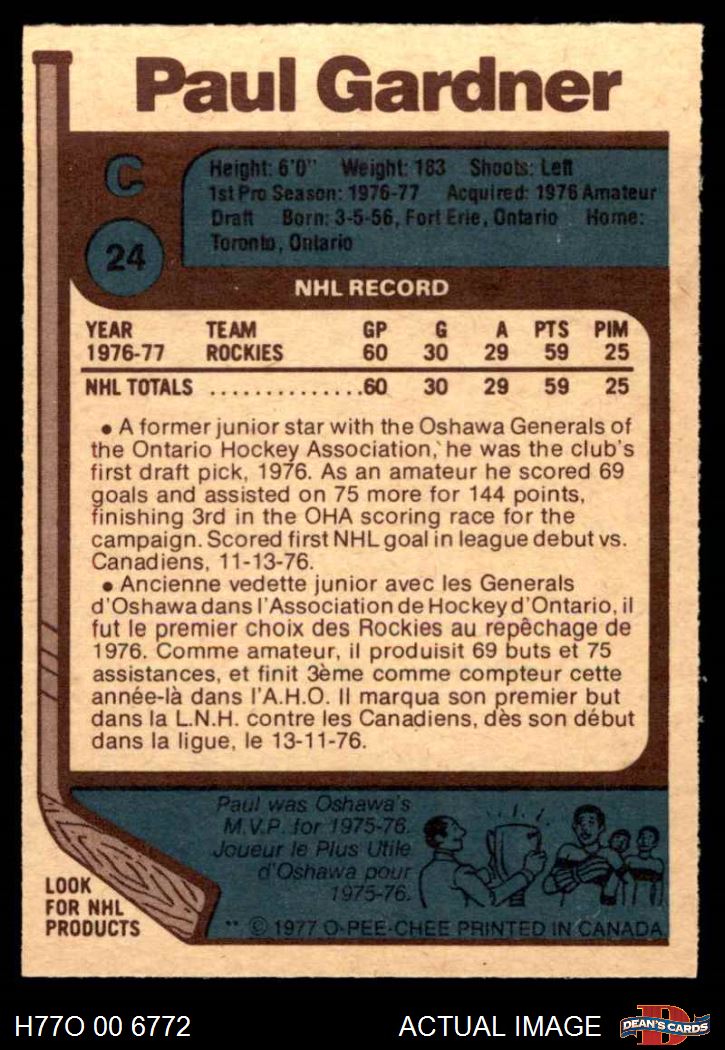 Paul Gardner
C
24
Height: 6'0" Weight: 183 Shoots: Left
1st Pro Season: 1976-77 Acquired: 1976 Amateur
Draft Born: 3-5-56, Fort Erie, Ontario Home:
Toronto, Ontario
NHL RECORD
YEAR TEAM GP G A PTS PIM
1976-77 ROCKIES 60 30 29 59 25
NHL TOTALS ..............60 30 29 59 25
• A former junior star with the Oshawa Generals of
the Ontario Hockey Association, he was the club's
first draft pick, 1976. As an amateur he scored 69
goals and assisted on 75 more for 144 points,
finishing 3rd in the OHA scoring race for the
campaign. Scored first NHL goal in league debut vs.
Canadiens, 11-13-76.
• Ancienne vedette junior avec les Generals
d'Oshawa dans l'Association de Hockey d'Ontario, il
fut le premier choix des Rockies au repêchage de
1976. Comme amateur, il produisit 69 buts et 75
assistances, et finit 3ème comme compteur cette
année-là dans l'A.H.O. Il marqua son premier but
dans la L.N.H. contre les Canadiens, dès son début
dans la ligue, le 13-11-76.
Paul was Oshawa's
M.V.P. for 1975-76.
Joueur le Plus Utile
d'Oshawa pour
1975-76.
LOOK
FOR NHL
PRODUCTS
** © 1977 O-PEE-CHEE PRINTED IN CANADA
H77O 00 6772
ACTUAL IMAGE
D
DEAN'S CARDS